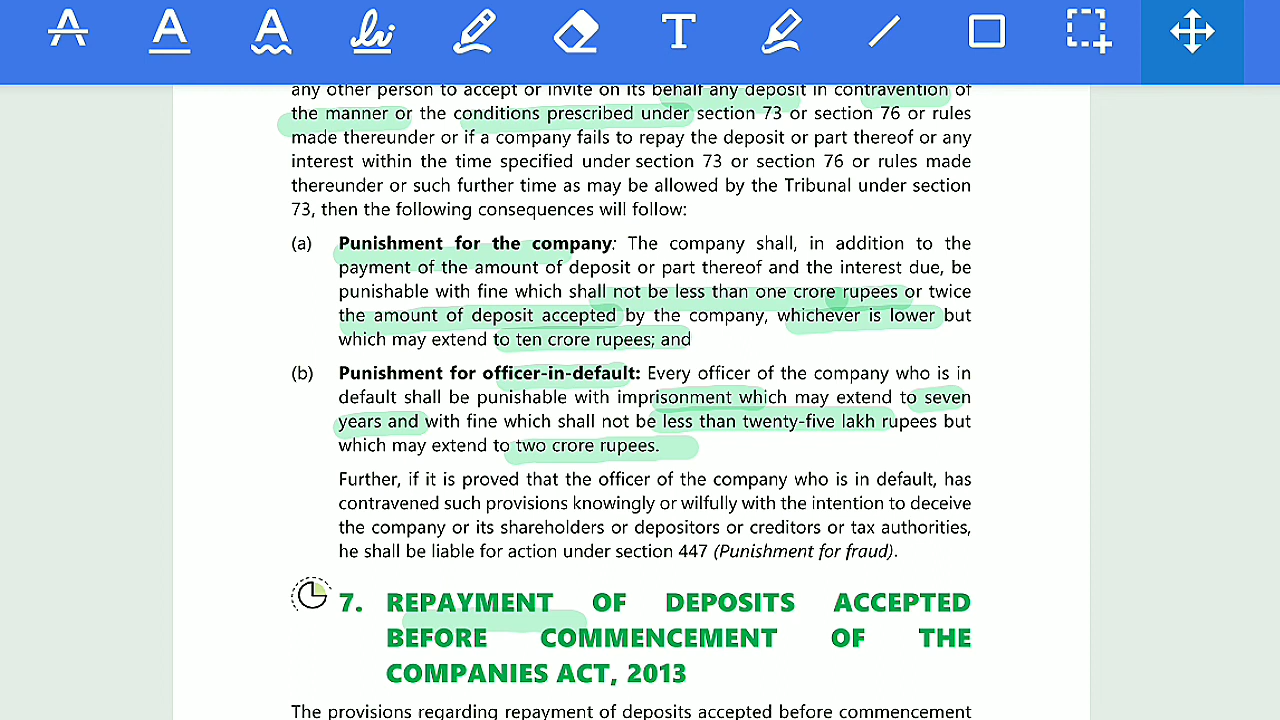 any other person to accept or invite on its behalf any deposit in contravention of
the manner or the conditions prescribed under section 73 or section 76 or rules
made thereunder or if a company fails to repay the deposit or part thereof or any
interest within the time specified under section 73 or section 76 or rules made
thereunder or such further time as may be allowed by the Tribunal under section
73, then the following consequences will follow:
(a) Punishment for the company: The company shall, in addition to the
payment of the amount of deposit or part thereof and the interest due, be
punishable with fine which shall not be less than one crore rupees or twice
the amount of deposit accepted by the company, whichever is lower but
which may extend to ten crore rupees; and
(b) Punishment for officer-in-default: Every officer of the company who is in
default shall be punishable with imprisonment which may extend to seven
years and with fine which shall not be less than twenty-five lakh rupees but
which may extend to two crore rupees.
Further, if it is proved that the officer of the company who is in default, has
contravened such provisions knowingly or wilfully with the intention to deceive
the company or its shareholders or depositors or creditors or tax authorities,
he shall be liable for action under section 447 (Punishment for fraud).
7. REPAYMENT OF DEPOSITS ACCEPTED
BEFORE COMMENCEMENT OF THE
COMPANIES ACT, 2013
The provisions regarding repayment of deposits accepted before commencement